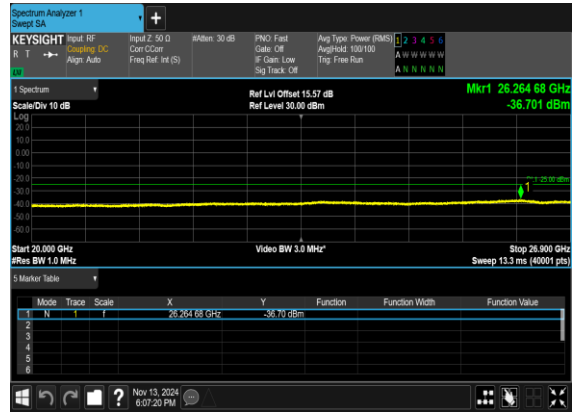 Spectrum Analyzer 1
Swept SA
KEYSIGHT
R T
Input: RF
Coupling: DC
Align: Auto
Input Z: 50 Ω
Corr CCorr
Freq Ref: Int (S)
#Atten: 30 dB
PNO: Fast
Gate: Off
IF Gain: Low
Sig Track: Off
Avg Type: Power (RMS)
Avg|Hold: 100/100
Trig: Free Run
1 2 3 4 5 6
A W W W W W
A N N N N N
1 Spectrum
Scale/Div 10 dB
Ref Lvl Offset 15.57 dB
Ref Level 30.00 dBm
Mkr1 26.264 68 GHz
-36.701 dBm
Log
20.0
10.0
0.00
-10.0
-20.0
-30.0
-40.0
-50.0
-60.0
1
Start 20.000 GHz
#Res BW 1.0 MHz
Video BW 3.0 MHz*
Stop 26.900 GHz
Sweep 13.3 ms (40001 pts)
5 Marker Table
Mode Trace Scale X Y Function Function Width Function Value
1 N 1 f 26.264 68 GHz -36.70 dBm
2
3
4
5
6
?
Nov 13, 2024
6:07:20 PM